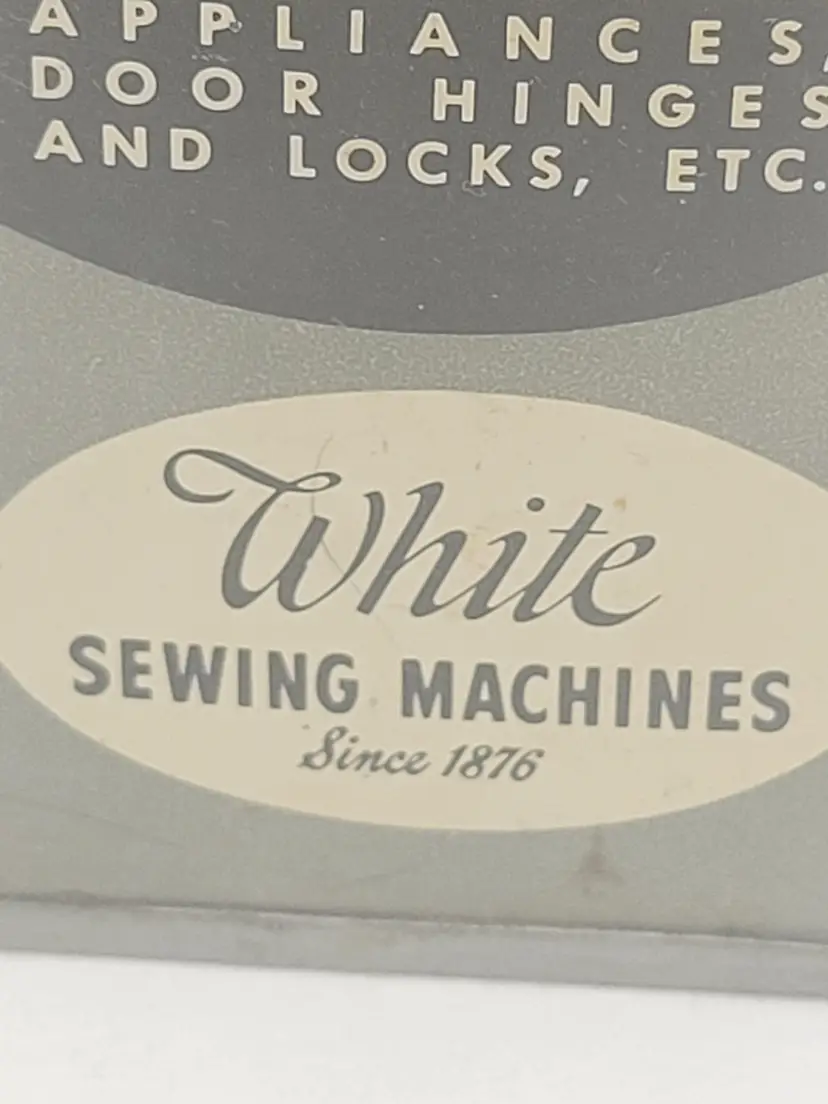 APPLIANCES,
DOOR HINGES
AND LOCKS, ETC.
White
SEWING MACHINES
Since 1876